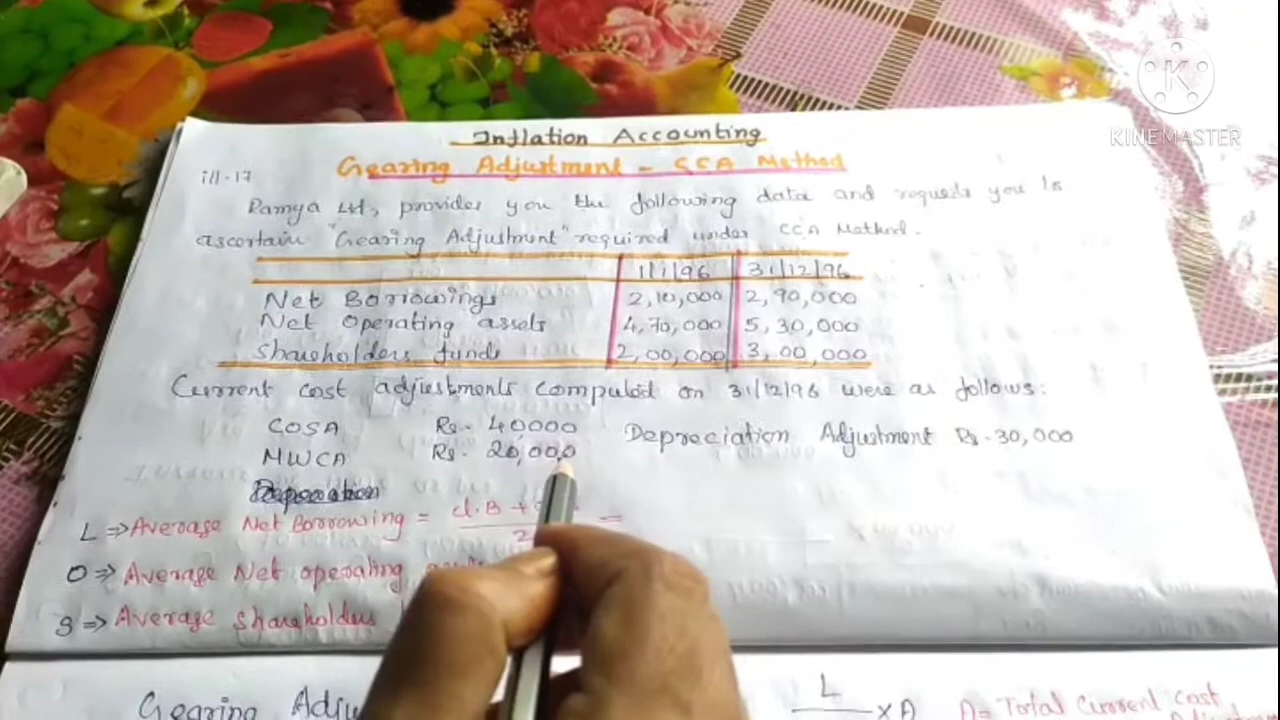 KINEMASTER
Inflation Accounting
Gearing Adjustment - CCA Method
ill-17
Ramya Ltd, provides you the following data and requests you to
ascertain "Gearing Adjustment" required under CCA Method.
1/1/96 31/12/96
Net Borrowings 2,10,000 2,90,000
Net Operating assets 4,70,000 5,30,000
Shareholders funds 2,00,000 3,00,000
Current cost adjustments computed on 31/12/96 were as follows:
COSA Rs. 40000 Depreciation Adjustment Rs. 30,000
MWCA Rs. 20,000
L => Average Net Borrowing = cl.B + =
2
O => Average Net operating
S => Average Shareholders
Gearing
L
× A A = Total Current Cost